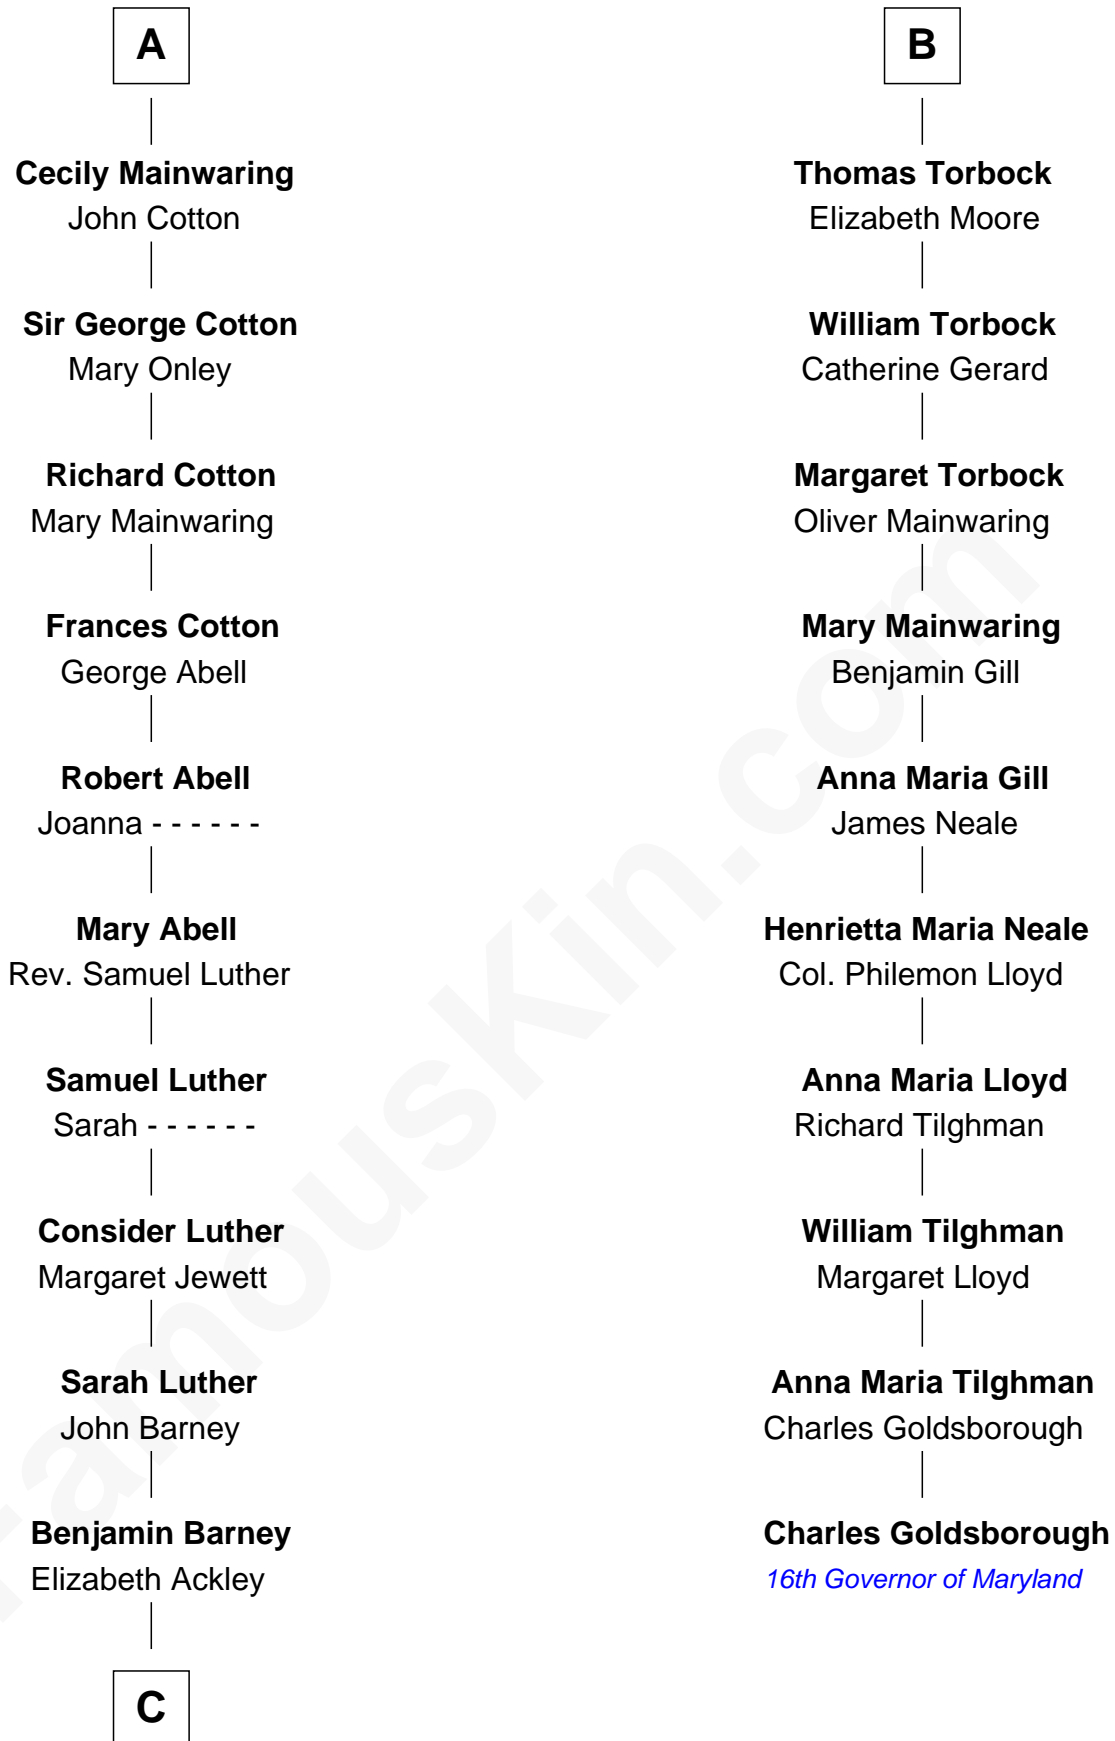 A
Cecily Mainwaring
John Cotton
Sir George Cotton
Mary Onley
Richard Cotton
Mary Mainwaring
Frances Cotton
George Abell
Robert Abell
Joanna - - - - - -
Mary Abell
Rev. Samuel Luther
Samuel Luther
Sarah - - - - - -
Consider Luther
Margaret Jewett
Sarah Luther
John Barney
Benjamin Barney
Elizabeth Ackley
C
B
Thomas Torbock
Elizabeth Moore
William Torbock
Catherine Gerard
Margaret Torbock
Oliver Mainwaring
Mary Mainwaring
Benjamin Gill
Anna Maria Gill
James Neale
Henrietta Maria Neale
Col. Philemon Lloyd
Anna Maria Lloyd
Richard Tilghman
William Tilghman
Margaret Lloyd
Anna Maria Tilghman
Charles Goldsborough
Charles Goldsborough
16th Governor of Maryland
FamousKin.com